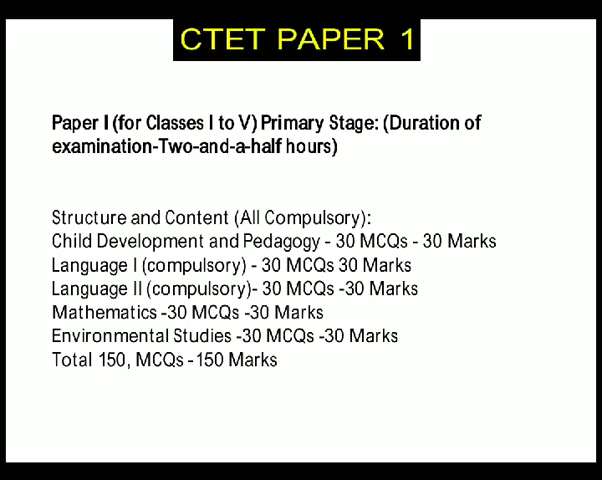 CTET PAPER 1
Paper I (for Classes I to V) Primary Stage: (Duration of
examination-Two-and-a-half hours)
Structure and Content (All Compulsory):
Child Development and Pedagogy - 30 MCQs - 30 Marks
Language I (compulsory) - 30 MCQs 30 Marks
Language II (compulsory)- 30 MCQs -30 Marks
Mathematics -30 MCQs -30 Marks
Environmental Studies -30 MCQs -30 Marks
Total 150, MCQs -150 Marks